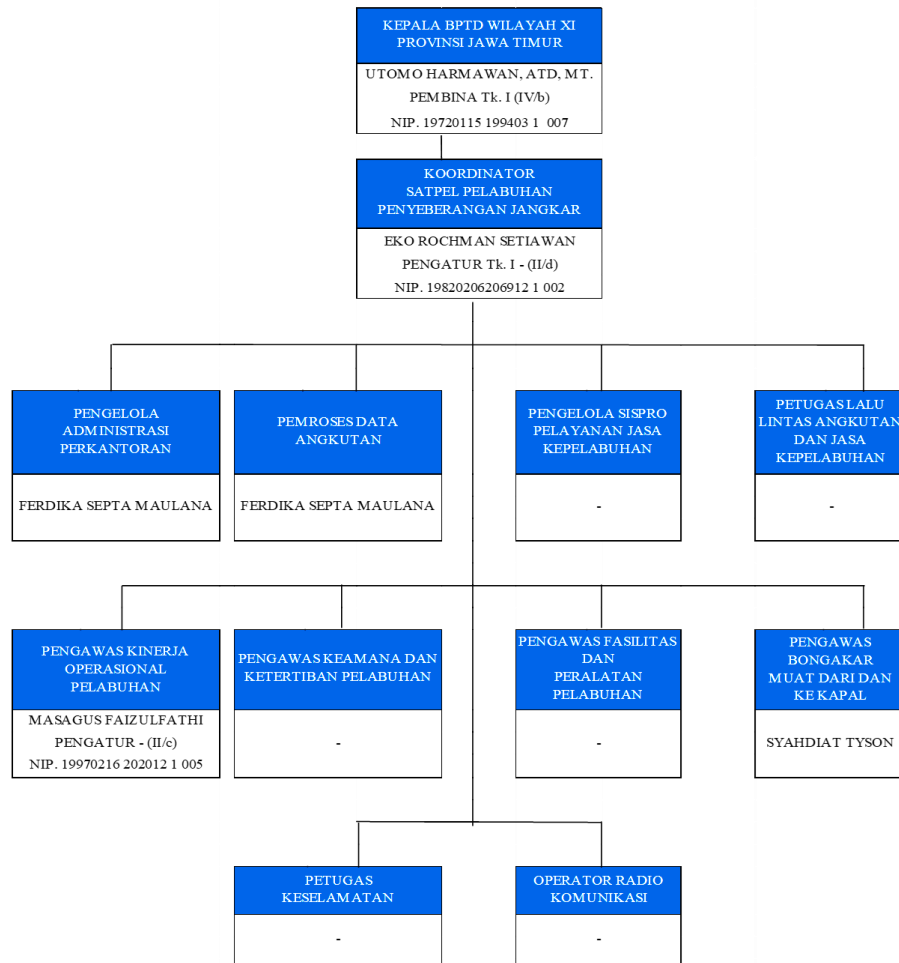 KEPALA BPTD WILAYAH XI
PROVINSI JAWA TIMUR
UTOMO HARMAWAN, ATD, MT.
PEMBINA Tk. I (IV/b)
NIP. 19720115 199403 1 007
KOORDINATOR
SATPEL PELABUHAN
PENYEBERANGAN JANGKAR
EKO ROCHMAN SETIAWAN
PENGATUR Tk. I - (II/d)
NIP. 19820206206912 1 002
PENGELOLA
ADMINISTRASI
PERKANTORAN
FERDIKA SEPTA MAULANA
PEMROSES DATA
ANGKUTAN
FERDIKA SEPTA MAULANA
PENGELOLA SISPRO
PELAYANAN JASA
KEPELABUHAN
-
PETUGAS LALU
LINTAS ANGKUTAN
DAN JASA
KEPELABUHAN
-
PENGAWAS KINERJA
OPERASIONAL
PELABUHAN
MASAGUS FAIZULFATHI
PENGATUR - (II/c)
NIP. 19970216 202012 1 005
PENGAWAS KEAMANA DAN
KETERTIBAN PELABUHAN
-
PENGAWAS FASILITAS
DAN
PERALATAN
PELABUHAN
-
PENGAWAS
BONGAKAR
MUAT DARI DAN
KE KAPAL
SYAHDIAT TYSON
PETUGAS
KESELAMATAN
-
OPERATOR RADIO
KOMUNIKASI
-